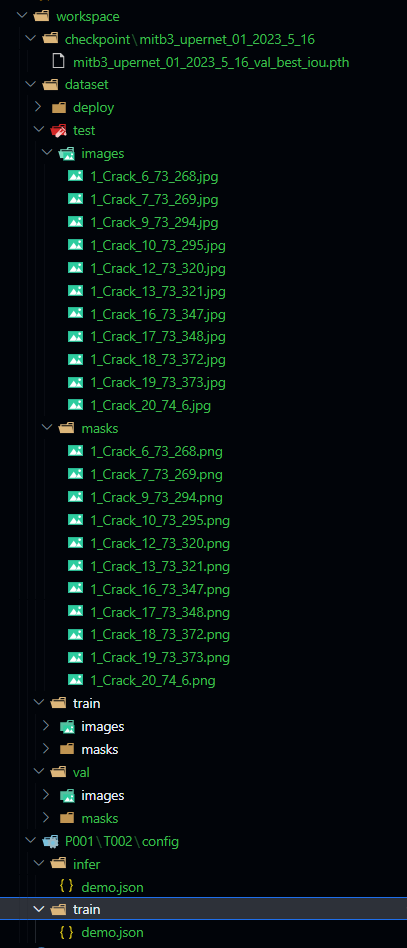 workspace
checkpoint\mitb3_upernet_01_2023_5_16
mitb3_upernet_01_2023_5_16_val_best_iou.pth
dataset
deploy
test
images
1_Crack_6_73_268.jpg
1_Crack_7_73_269.jpg
1_Crack_9_73_294.jpg
1_Crack_10_73_295.jpg
1_Crack_12_73_320.jpg
1_Crack_13_73_321.jpg
1_Crack_16_73_347.jpg
1_Crack_17_73_348.jpg
1_Crack_18_73_372.jpg
1_Crack_19_73_373.jpg
1_Crack_20_74_6.jpg
masks
1_Crack_6_73_268.png
1_Crack_7_73_269.png
1_Crack_9_73_294.png
1_Crack_10_73_295.png
1_Crack_12_73_320.png
1_Crack_13_73_321.png
1_Crack_16_73_347.png
1_Crack_17_73_348.png
1_Crack_18_73_372.png
1_Crack_19_73_373.png
1_Crack_20_74_6.png
train
images
masks
val
images
masks
P001\T002\config
infer
{} demo.json
train
{} demo.json